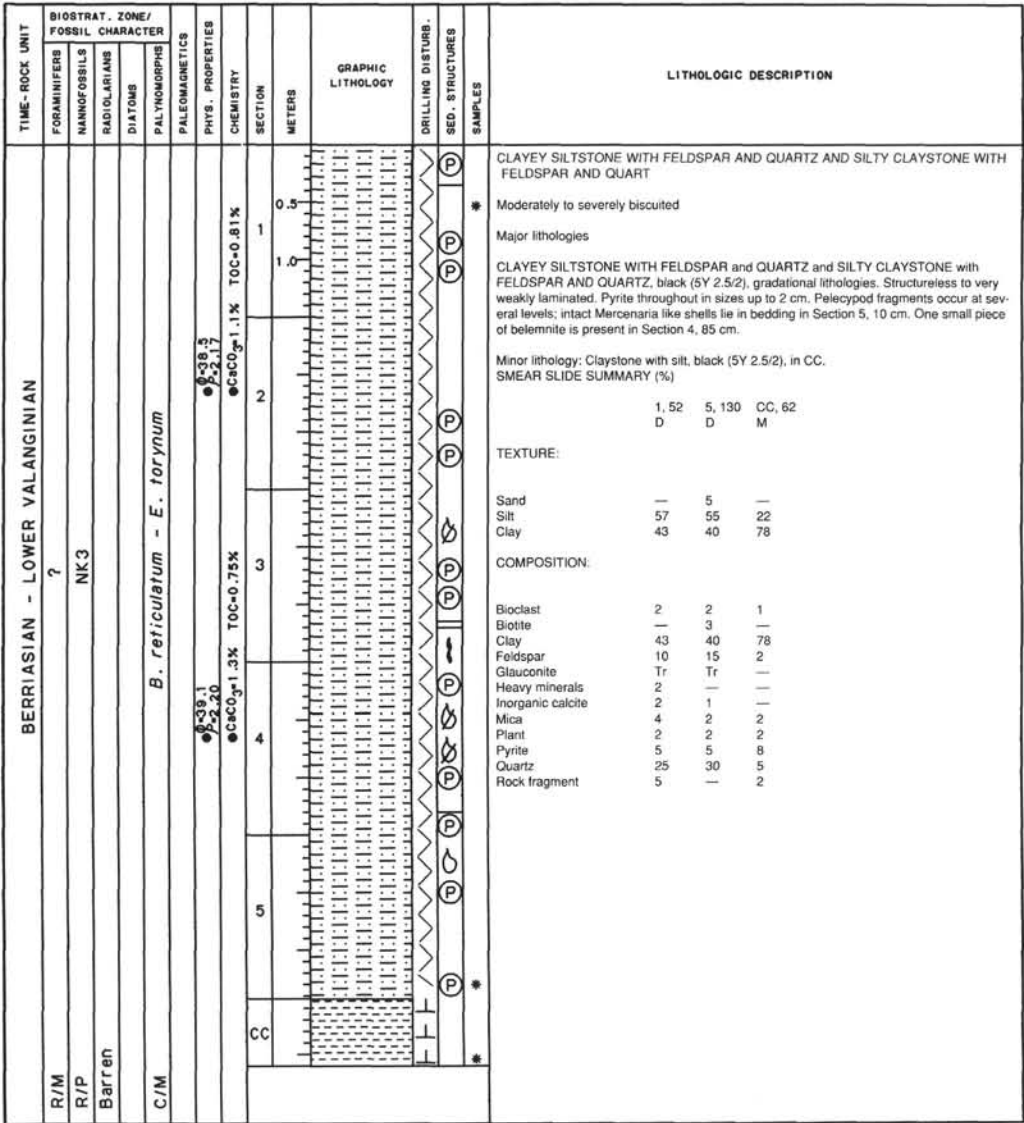 TIME-ROCK UNIT
BIOSTRAT. ZONE/
FOSSIL CHARACTER
FORAMINIFERS
NANNOFOSSILS
RADIOLARIANS
DIATOMS
PALYNOMORPHS
PALEOMAGNETICS
PHYS. PROPERTIES
CHEMISTRY
SECTION
METERS
GRAPHIC
LITHOLOGY
DRILLING DISTURB.
SED. STRUCTURES
SAMPLES
LITHOLOGIC DESCRIPTION
BERRIASIAN - LOWER VALANGINIAN
?
R/M
NK3
R/P
Barren
B. reticulatum - E. torynum
C/M
●Φ=38.5
ρ=2.17
●Φ=39.1
ρ=2.20
●CaCO₃=1.1% TOC=0.81%
●CaCO₃=1.3% TOC=0.75%
1
2
3
4
5
CC
0.5
1.0
P
P
P
P
P
P
P
P
P
P
P
P
*
*
*
CLAYEY SILTSTONE WITH FELDSPAR AND QUARTZ AND SILTY CLAYSTONE WITH
FELDSPAR AND QUART
Moderately to severely biscuited
Major lithologies
CLAYEY SILTSTONE WITH FELDSPAR and QUARTZ and SILTY CLAYSTONE with
FELDSPAR AND QUARTZ, black (5Y 2.5/2), gradational lithologies. Structureless to very
weakly laminated. Pyrite throughout in sizes up to 2 cm. Pelecypod fragments occur at sev-
eral levels; intact Mercenaria like shells lie in bedding in Section 5, 10 cm. One small piece
of belemnite is present in Section 4, 85 cm.
Minor lithology: Claystone with silt, black (5Y 2.5/2), in CC.
SMEAR SLIDE SUMMARY (%)
1, 52 5, 130 CC, 62
D D M
TEXTURE:
Sand — 5 —
Silt 57 55 22
Clay 43 40 78
COMPOSITION:
Bioclast 2 2 1
Biotite — 3 —
Clay 43 40 78
Feldspar 10 15 2
Glauconite Tr Tr —
Heavy minerals 2 — —
Inorganic calcite 2 1 —
Mica 4 2 2
Plant 2 2 2
Pyrite 5 5 8
Quartz 25 30 5
Rock fragment 5 — 2